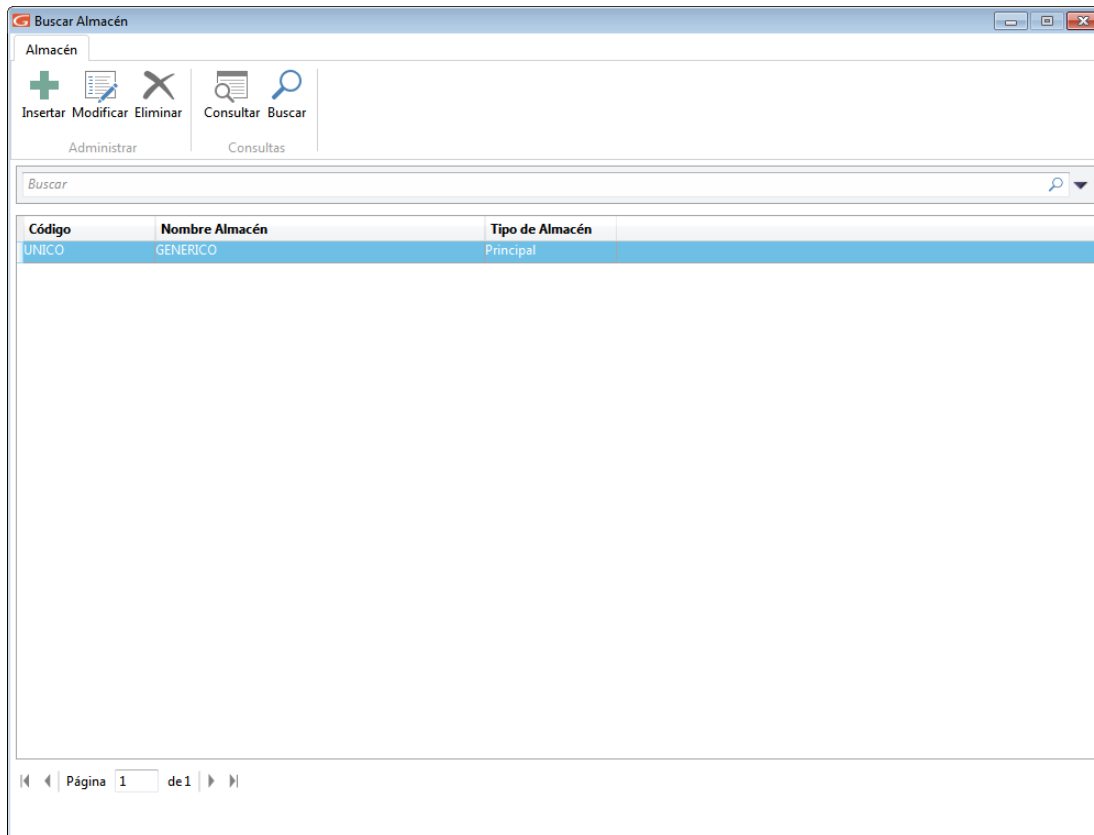 Buscar Almacén
Almacén
Insertar Modificar Eliminar Consultar Buscar
Administrar Consultas
Buscar
Código Nombre Almacén Tipo de Almacén
UNICO GENERICO Principal
Página 1 de 1